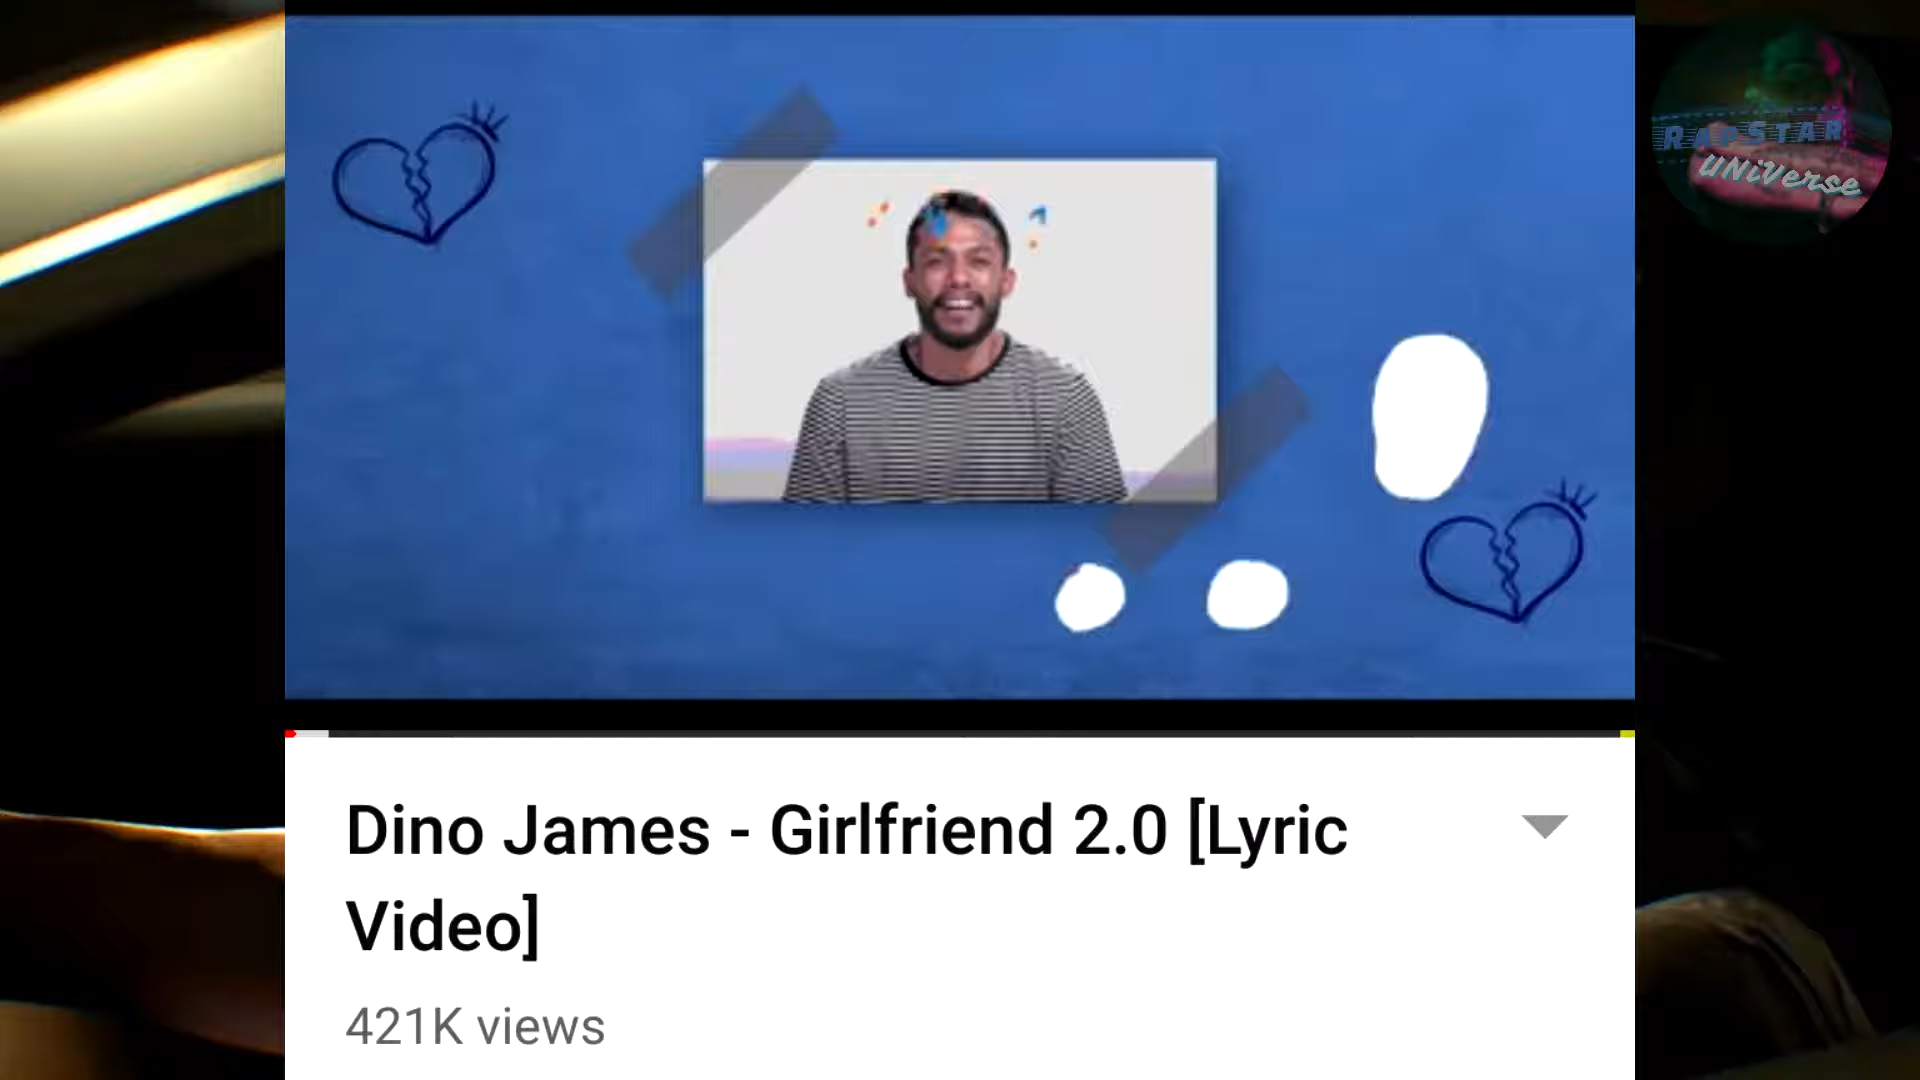 RAPSTAR
UNiVerse
Dino James - Girlfriend 2.0 [Lyric
Video]
421K views